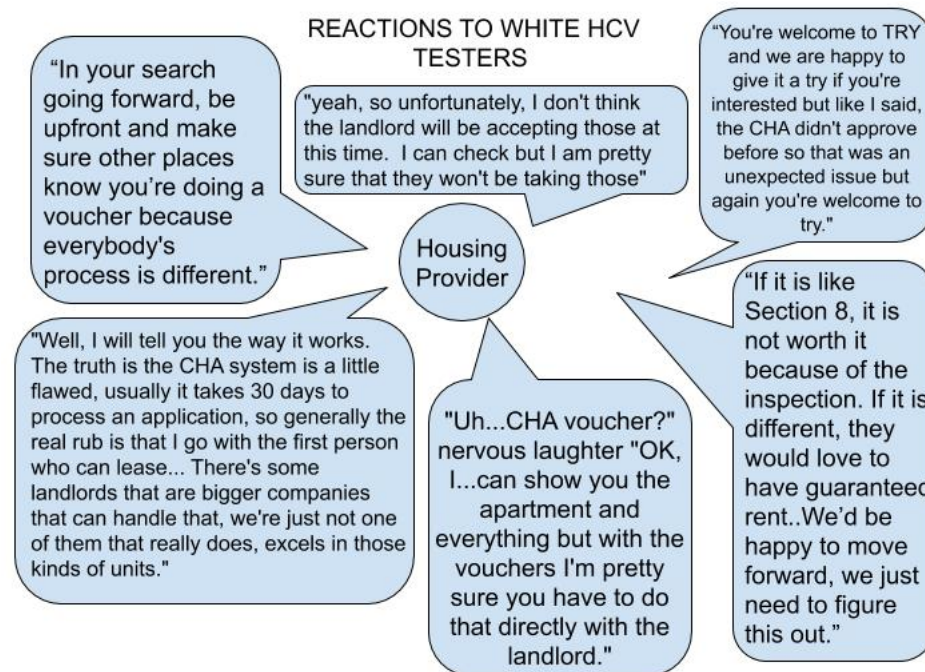 REACTIONS TO WHITE HCV
TESTERS
“In your search
going forward, be
upfront and make
sure other places
know you’re doing a
voucher because
everybody's
process is different.”
"yeah, so unfortunately, I don't think
the landlord will be accepting those at
this time.  I can check but I am pretty
sure that they won't be taking those"
“You're welcome to TRY
and we are happy to
give it a try if you're
interested but like I said,
the CHA didn't approve
before so that was an
unexpected issue but
again you're welcome to
try."
Housing
Provider
"Well, I will tell you the way it works.
The truth is the CHA system is a little
flawed, usually it takes 30 days to
process an application, so generally the
real rub is that I go with the first person
who can lease... There's some
landlords that are bigger companies
that can handle that, we're just not one
of them that really does, excels in those
kinds of units."
"Uh...CHA voucher?"
nervous laughter "OK,
I...can show you the
apartment and
everything but with the
vouchers I'm pretty
sure you have to do
that directly with the
landlord."
“If it is like
Section 8, it is
not worth it
because of the
inspection. If it is
different, they
would love to
have guaranteed
rent..We’d be
happy to move
forward, we just
need to figure
this out.”